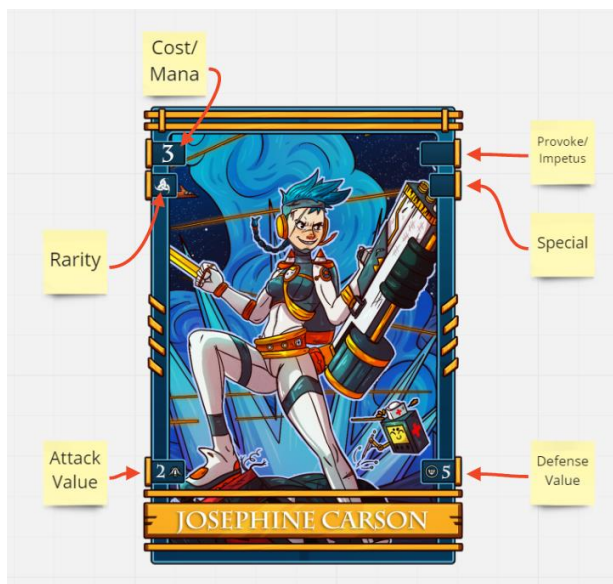 Cost/
Mana
3
Provoke/
Impetus
Rarity
Special
Attack
Value
2
5
Defense
Value
JOSEPHINE CARSON